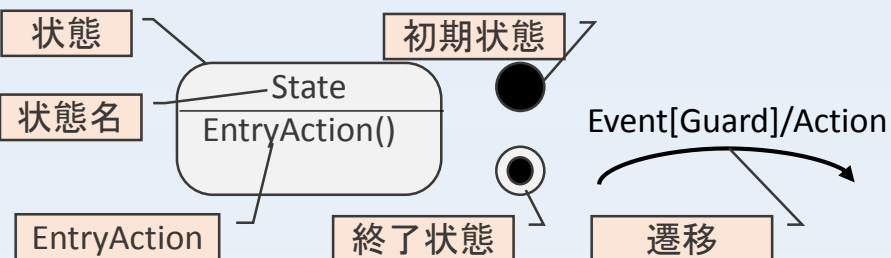 状態
初期状態
State
状態名
EntryAction()
Event[Guard]/Action
EntryAction
終了状態
遷移